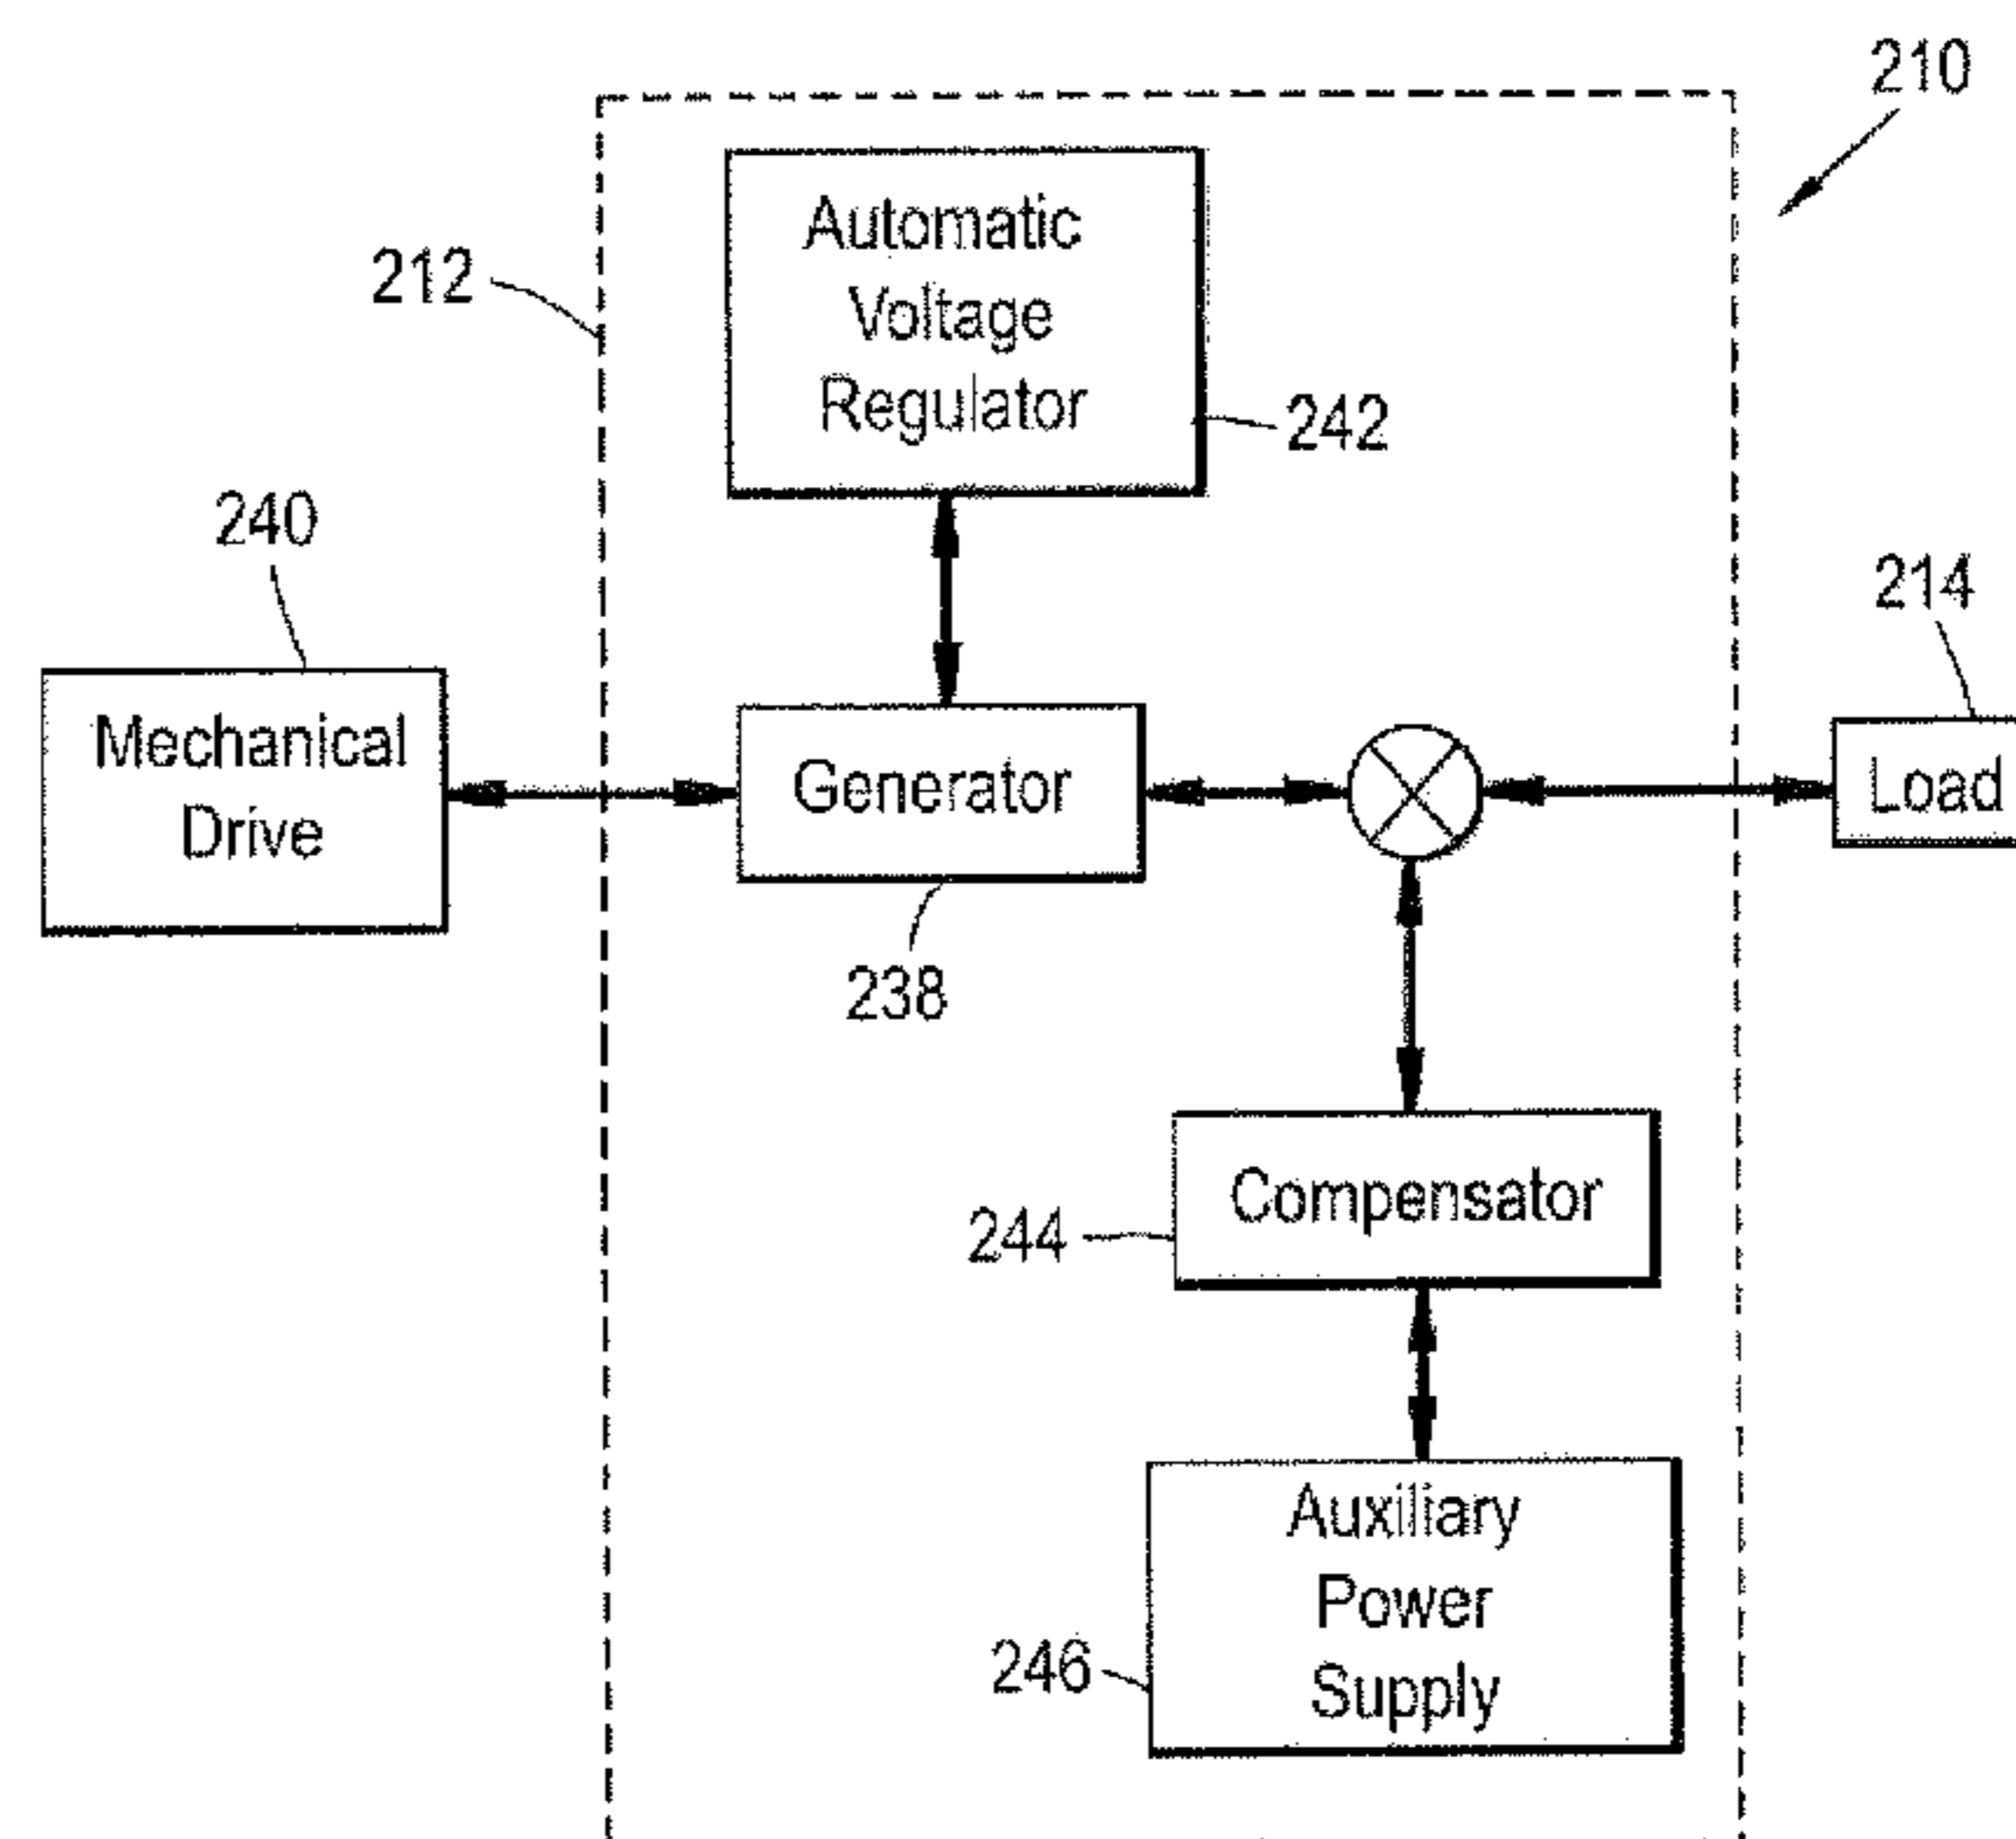 210
Automatic
Voltage
Regulator
212
242
240
214
Mechanical
Drive
Generator
Load
238
Compensator
244
Auxiliary
Power
Supply
246